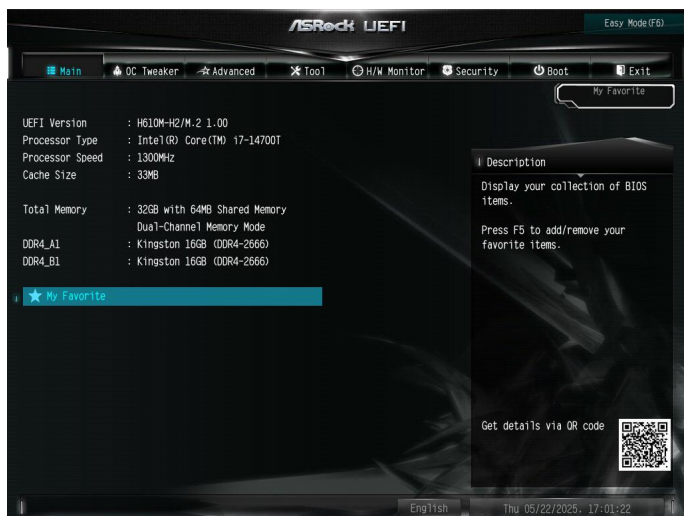 ASRock UEFI
Easy Mode(F6)
Main OC Tweaker Advanced Tool H/W Monitor Security Boot Exit
My Favorite
UEFI Version : H610M-H2/M.2 1.00
Processor Type : Intel(R) Core(TM) i7-14700T
Processor Speed : 1300MHz
Cache Size : 33MB
Total Memory : 32GB with 64MB Shared Memory
Dual-Channel Memory Mode
DDR4_A1 : Kingston 16GB (DDR4-2666)
DDR4_B1 : Kingston 16GB (DDR4-2666)
My Favorite
Description
Display your collection of BIOS
items.
Press F5 to add/remove your
favorite items.
Get details via QR code
English
Thu 05/22/2025. 17:01:22